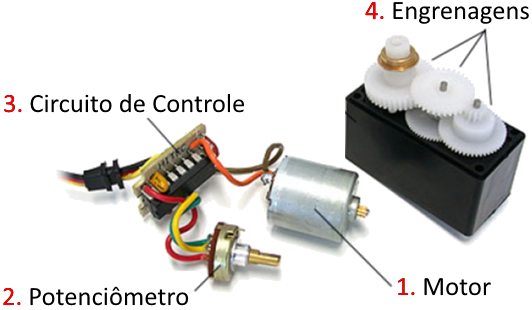 4. Engrenagens
3. Circuito de Controle
2. Potenciômetro
1. Motor